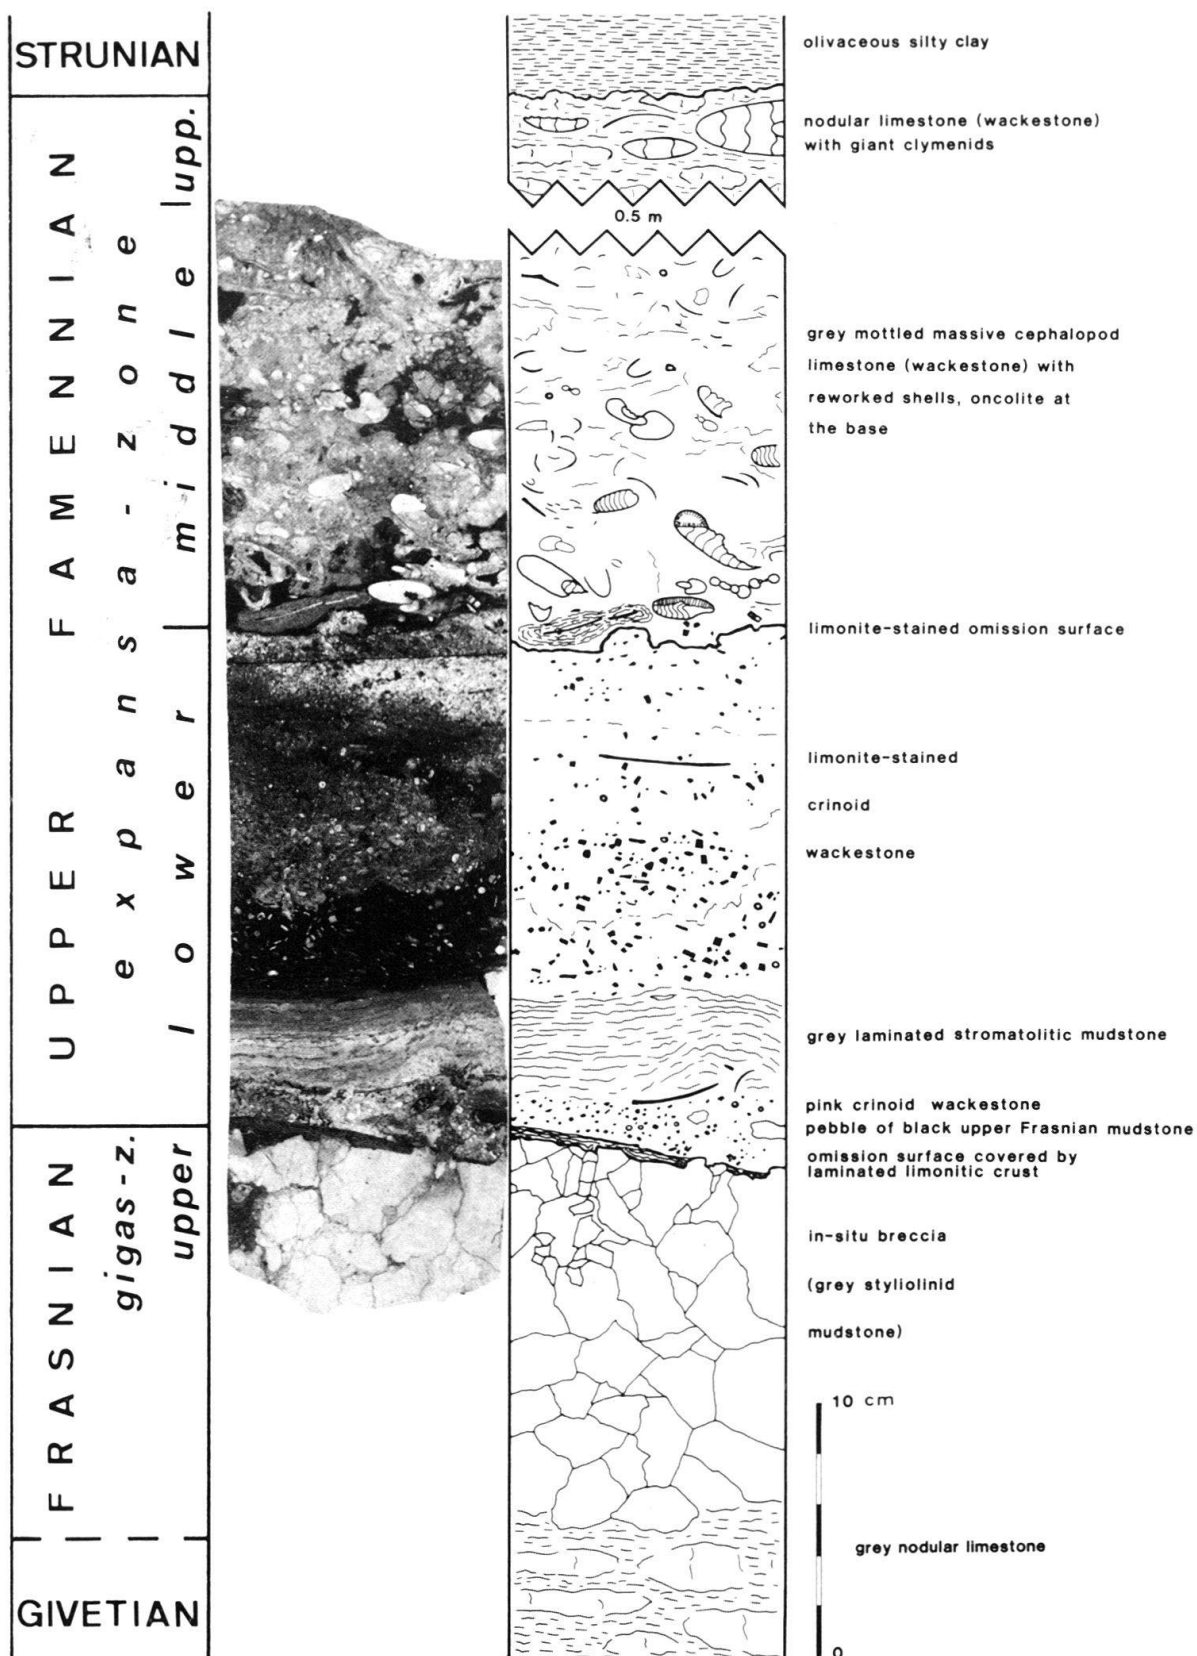 STRUNIAN
UPPER FAMENNIAN
expansa-zone
upp.
middle
lower
FRASNIAN
gigas-z.
upper
GIVETIAN
olivaceous silty clay
nodular limestone (wackestone)
with giant clymenids
0.5 m
grey mottled massive cephalopod
limestone (wackestone) with
reworked shells, oncolite at
the base
limonite-stained omission surface
limonite-stained
crinoid
wackestone
grey laminated stromatolitic mudstone
pink crinoid wackestone
pebble of black upper Frasnian mudstone
omission surface covered by
laminated limonitic crust
in-situ breccia
(grey styliolinid
mudstone)
10 cm
grey nodular limestone
0